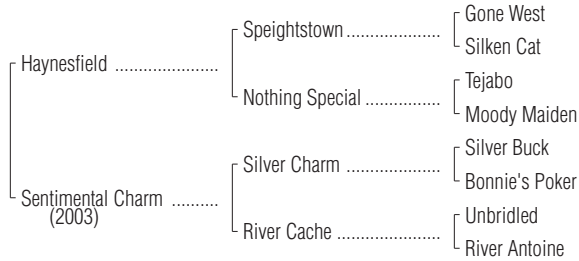 Gone West
Speightstown
Silken Cat
Haynesfield
Tejabo
Nothing Special
Moody Maiden
Silver Buck
Silver Charm
Bonnie's Poker
Sentimental Charm
(2003)
Unbridled
River Cache
River Antoine